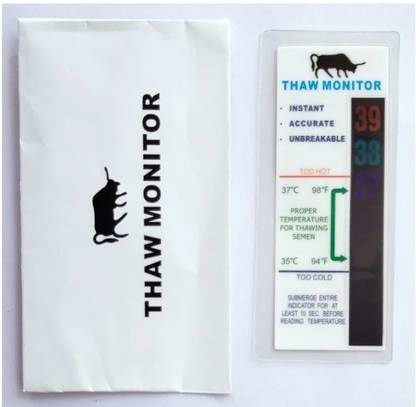 THAW MONITOR
THAW MONITOR
· INSTANT
· ACCURATE
· UNBREAKABLE
39
38
TOO HOT
37°C 98°F
37
PROPER
TEMPERATURE
FOR THAWING
SEMEN
35°C 94°F
TOO COLD
SUBMERGE ENTIRE
INDICATOR FOR AT
LEAST 10 SEC. BEFORE
READING TEMPERATURE